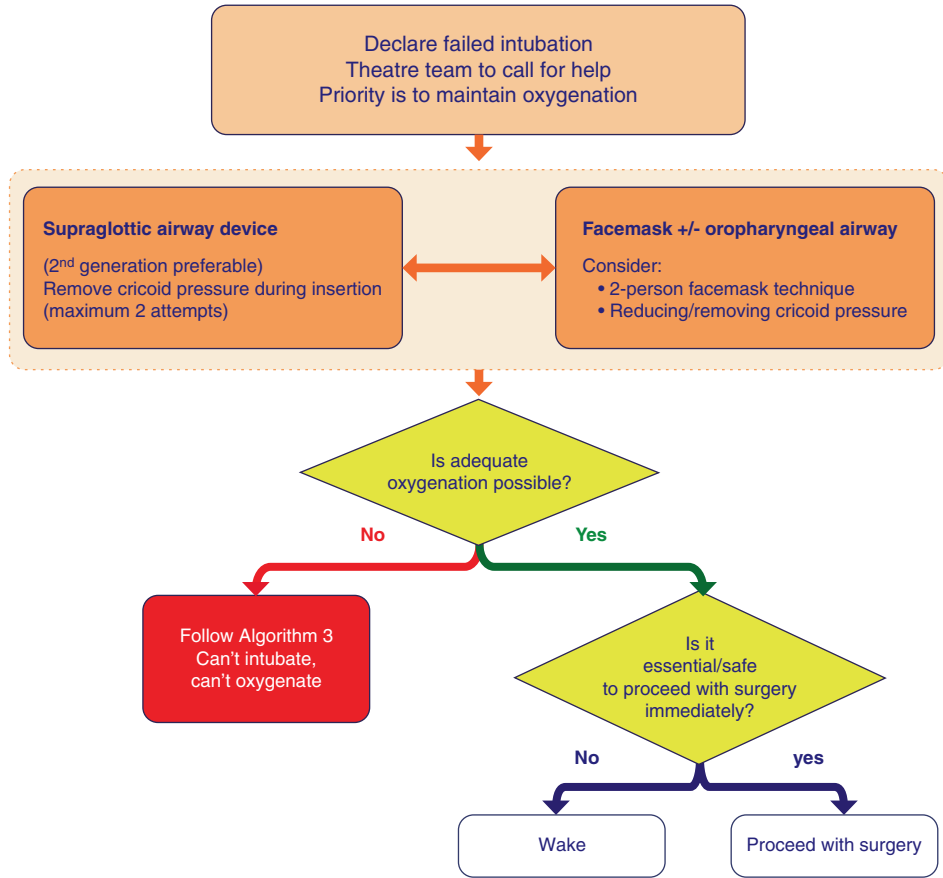 Declare failed intubation
Theatre team to call for help
Priority is to maintain oxygenation
Supraglottic airway device
(2nd generation preferable)
Remove cricoid pressure during insertion
(maximum 2 attempts)
Facemask +/- oropharyngeal airway
Consider:
• 2-person facemask technique
• Reducing/removing cricoid pressure
Is adequate
oxygenation possible?
No
Yes
Follow Algorithm 3
Can't intubate,
can't oxygenate
Is it
essential/safe
to proceed with surgery
immediately?
No
yes
Wake
Proceed with surgery